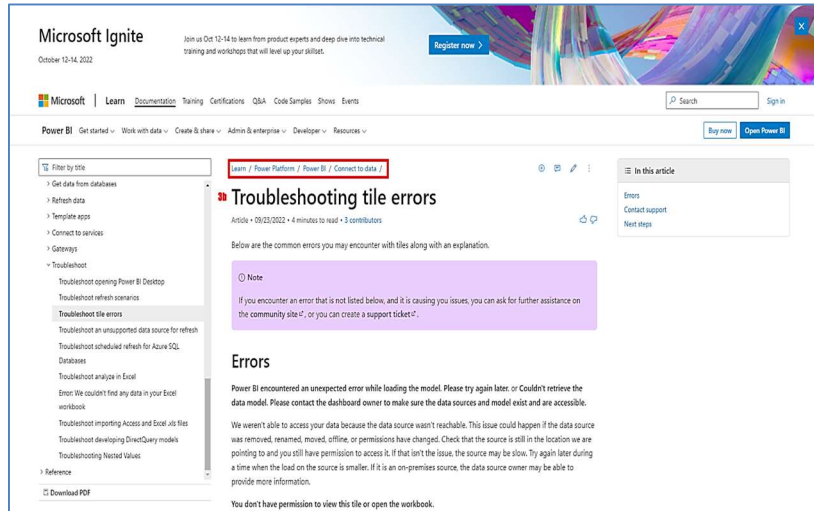 Microsoft Ignite
October 12-14, 2022
Join us Oct 12-14 to learn from product experts and deep dive into technical
training and workshops that will level up your skillset.
Register now >
Microsoft | Learn Documentation Training Certifications Q&A Code Samples Shows Events
Search
Sign in
Power BI Get started Work with data Create & share Admin & enterprise Developer Resources
Buy now
Open Power BI
Filter by title
> Get data from databases
> Refresh data
> Template apps
> Connect to services
> Gateways
Troubleshoot
Troubleshoot opening Power BI Desktop
Troubleshoot refresh scenarios
Troubleshoot tile errors
Troubleshoot an unsupported data source for refresh
Troubleshoot scheduled refresh for Azure SQL
Databases
Troubleshoot analyze in Excel
Error: We couldn't find any data in your Excel
workbook
Troubleshoot importing Access and Excel .xls files
Troubleshoot developing DirectQuery models
Troubleshooting Nested Values
> Reference
Download PDF
Learn / Power Platform / Power BI / Connect to data /
3b
Troubleshooting tile errors
Article • 09/23/2022 • 4 minutes to read • 3 contributors
Below are the common errors you may encounter with tiles along with an explanation.
Note
If you encounter an error that is not listed below, and it is causing you issues, you can ask for further assistance on
the community site, or you can create a support ticket.
Errors
Power BI encountered an unexpected error while loading the model. Please try again later. or Couldn't retrieve the
data model. Please contact the dashboard owner to make sure the data sources and model exist and are accessible.
We weren't able to access your data because the data source wasn't reachable. This issue could happen if the data source
was removed, renamed, moved, offline, or permissions have changed. Check that the source is still in the location we are
pointing to and you still have permission to access it. If that isn't the issue, the source may be slow. Try again later during
a time when the load on the source is smaller. If it is an on-premises source, the data source owner may be able to
provide more information.
You don't have permission to view this tile or open the workbook.
In this article
Errors
Contact support
Next steps